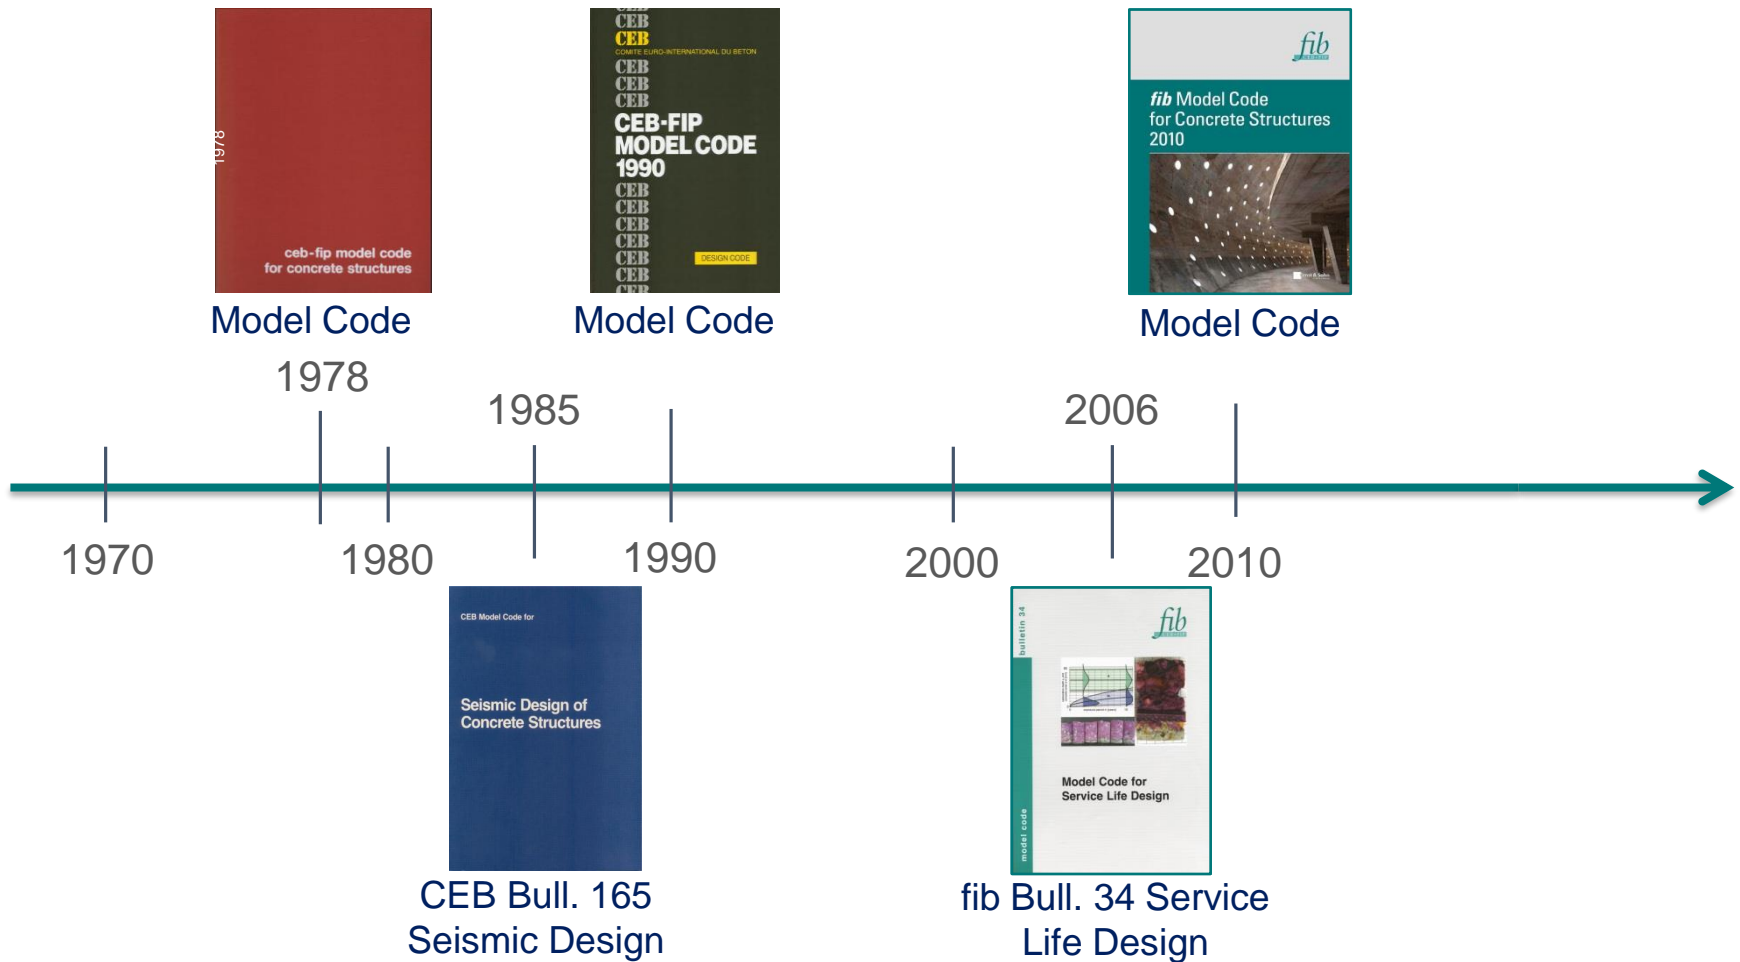 1978
ceb-fip model code
for concrete structures
CEB
CEB
COMITE EURO-INTERNATIONAL DU BETON
CEB
CEB
CEB
CEB-FIP
MODEL CODE
1990
CEB
CEB
CEB
CEB
CEB
CEB
CEB
DESIGN CODE
fib
fib Model Code
for Concrete Structures
2010
Model Code
Model Code
Model Code
1978
1985
2006
1970
1980
1990
2000
2010
CEB Model Code for
Seismic Design of
Concrete Structures
bulletin 34
fib
Model Code for
Service Life Design
model code
CEB Bull. 165
Seismic Design
fib Bull. 34 Service
Life Design